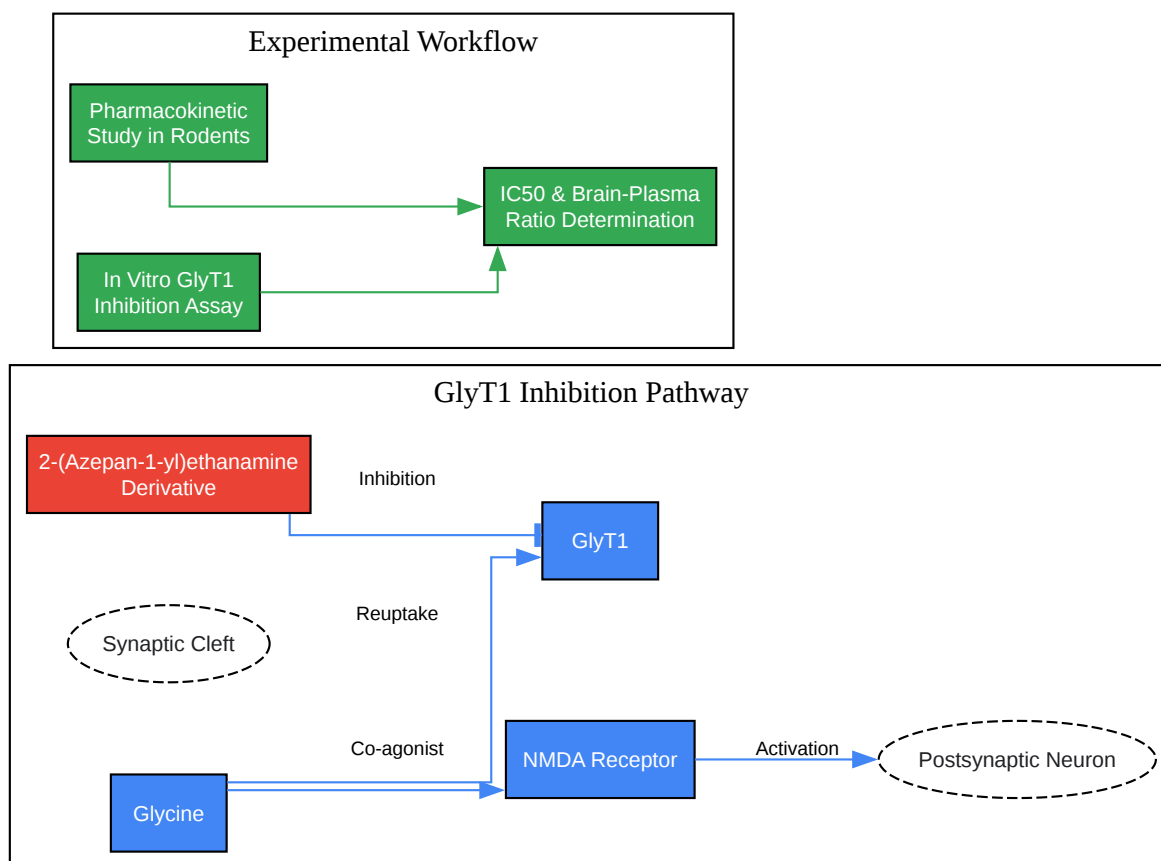 Experimental Workflow
Pharmacokinetic
Study in Rodents
IC50 & Brain-Plasma
Ratio Determination
In Vitro GlyT1
Inhibition Assay
GlyT1 Inhibition Pathway
2-(Azepan-1-yl)ethanamine
Derivative
Inhibition
GlyT1
Reuptake
Synaptic Cleft
Co-agonist
NMDA Receptor
Activation
Postsynaptic Neuron
Glycine